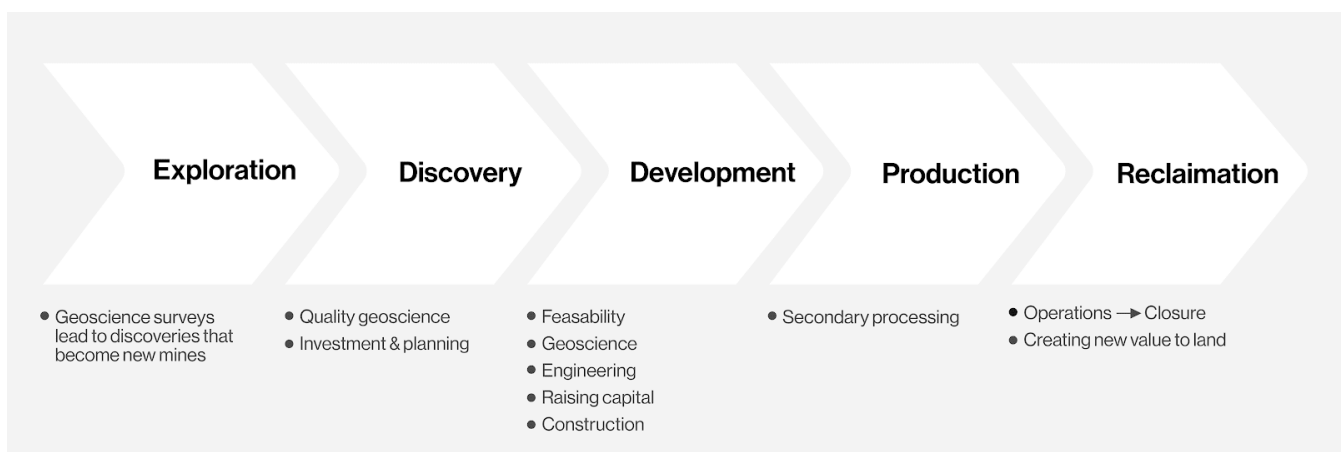 Exploration
Discovery
Development
Production
Reclaimation
Geoscience surveys
lead to discoveries that
become new mines
Quality geoscience
Investment & planning
Feasability
Geoscience
Engineering
Raising capital
Construction
Secondary processing
Operations → Closure
Creating new value to land